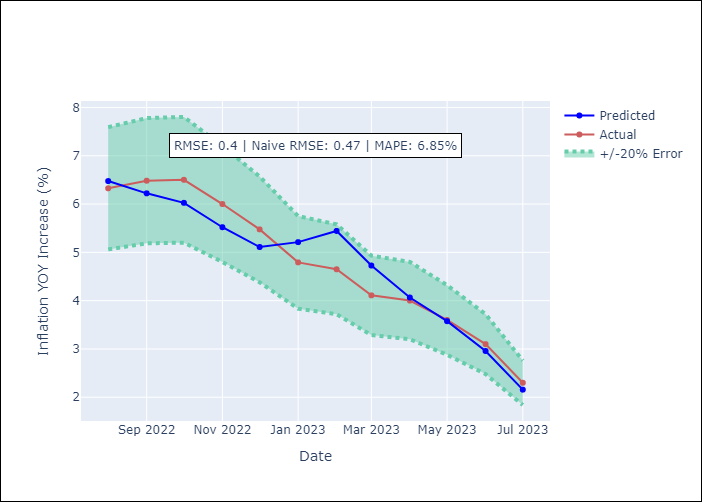 Predicted
Actual
+/-20% Error
RMSE: 0.4 | Naive RMSE: 0.47 | MAPE: 6.85%
Inflation YOY Increase (%)
8
7
6
5
4
3
2
Sep 2022
Nov 2022
Jan 2023
Mar 2023
May 2023
Jul 2023
Date